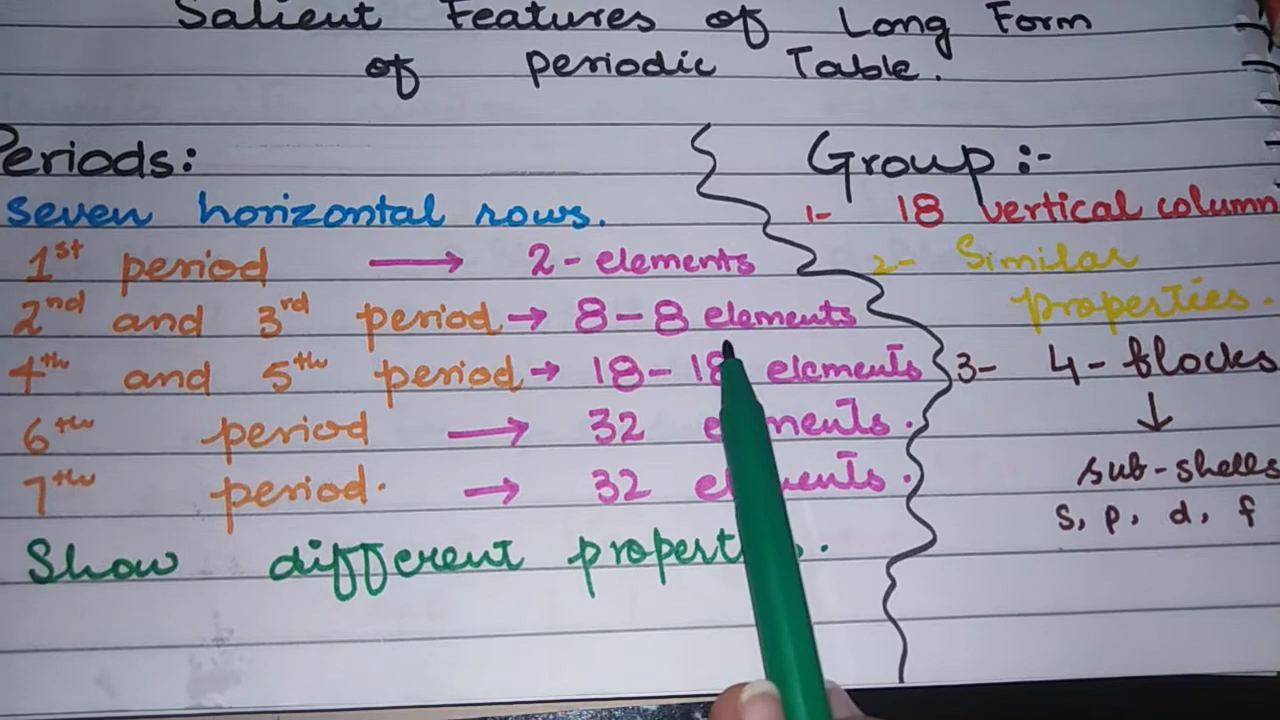 Salient Features of Long Form
of periodic Table.
Periods:
seven horizontal rows.
1st period → 2-elements
2nd and 3rd period → 8-8 elements
4th and 5th period → 18-18 elements
6th period → 32 elements.
7th period. → 32 elements.
Show different properties.
Group:-
1- 18 vertical column
2- Similar
properties.
3- 4-blocks
↓
sub-shells
s, p, d, f